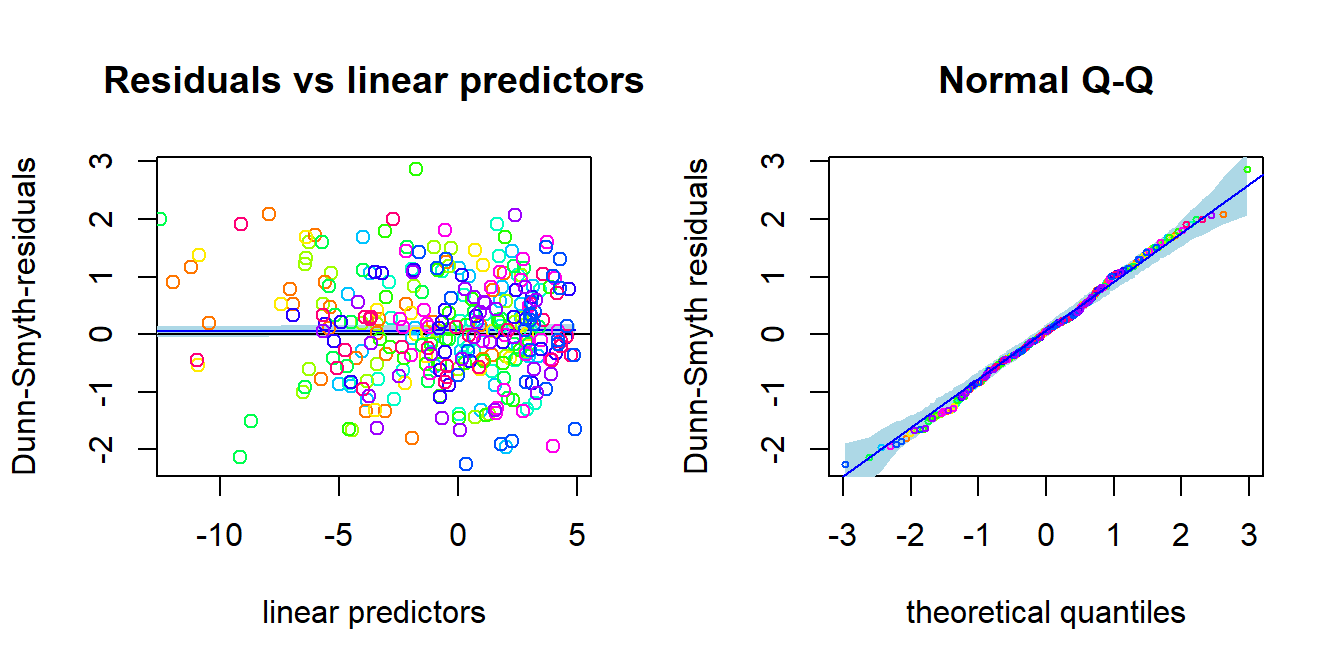 Residuals vs linear predictors
Dunn-Smyth-residuals
3
2
1
0
-1
-2
-10 -5 0 5
linear predictors
Normal Q-Q
Dunn-Smyth residuals
3
2
1
0
-1
-2
-3 -2 -1 0 1 2 3
theoretical quantiles